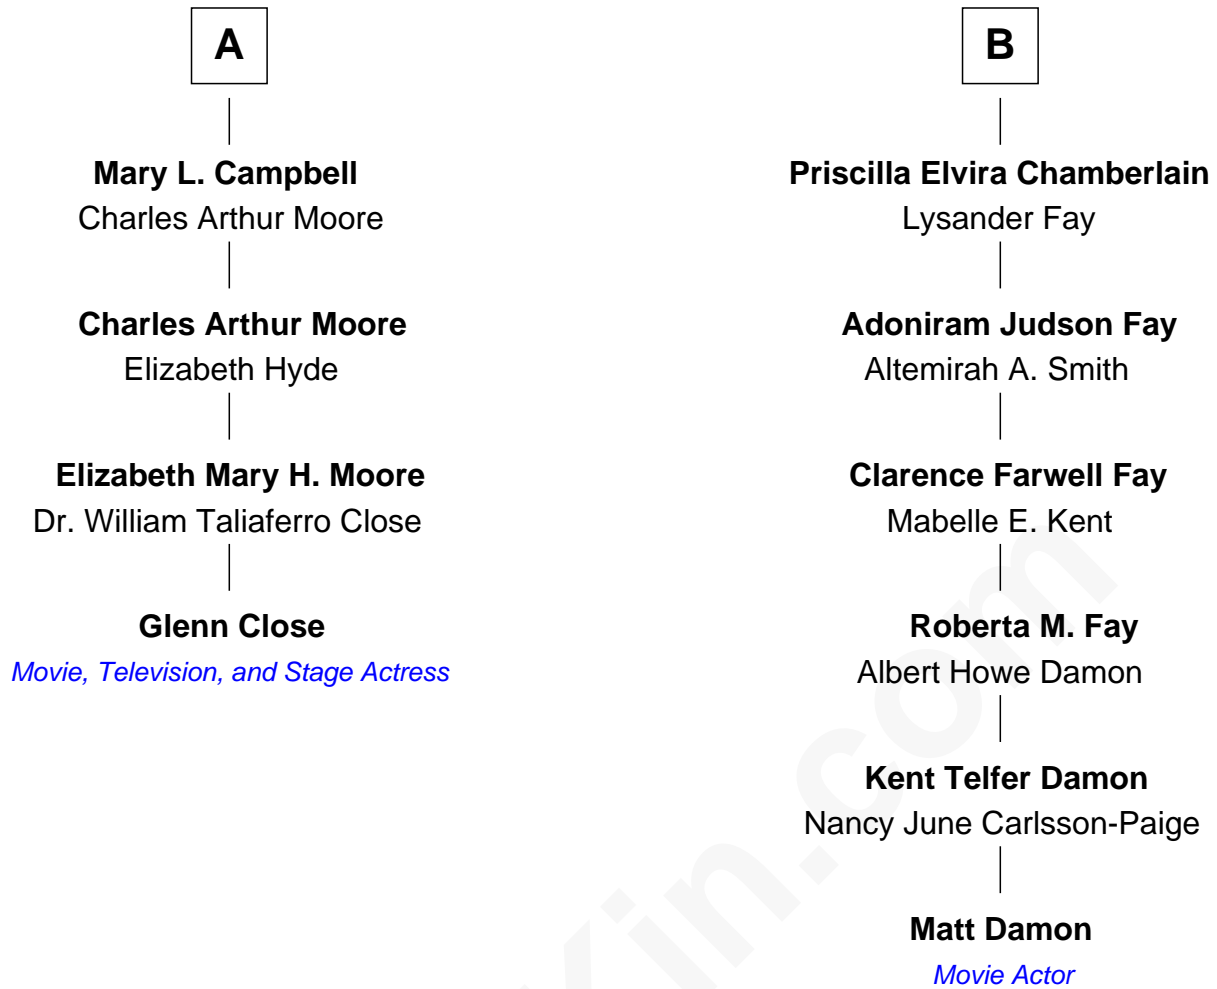 A
Mary L. Campbell
Charles Arthur Moore
Charles Arthur Moore
Elizabeth Hyde
Elizabeth Mary H. Moore
Dr. William Taliaferro Close
Glenn Close
Movie, Television, and Stage Actress
B
Priscilla Elvira Chamberlain
Lysander Fay
Adoniram Judson Fay
Altemirah A. Smith
Clarence Farwell Fay
Mabelle E. Kent
Roberta M. Fay
Albert Howe Damon
Kent Telfer Damon
Nancy June Carlsson-Paige
Matt Damon
Movie Actor
Kin.com